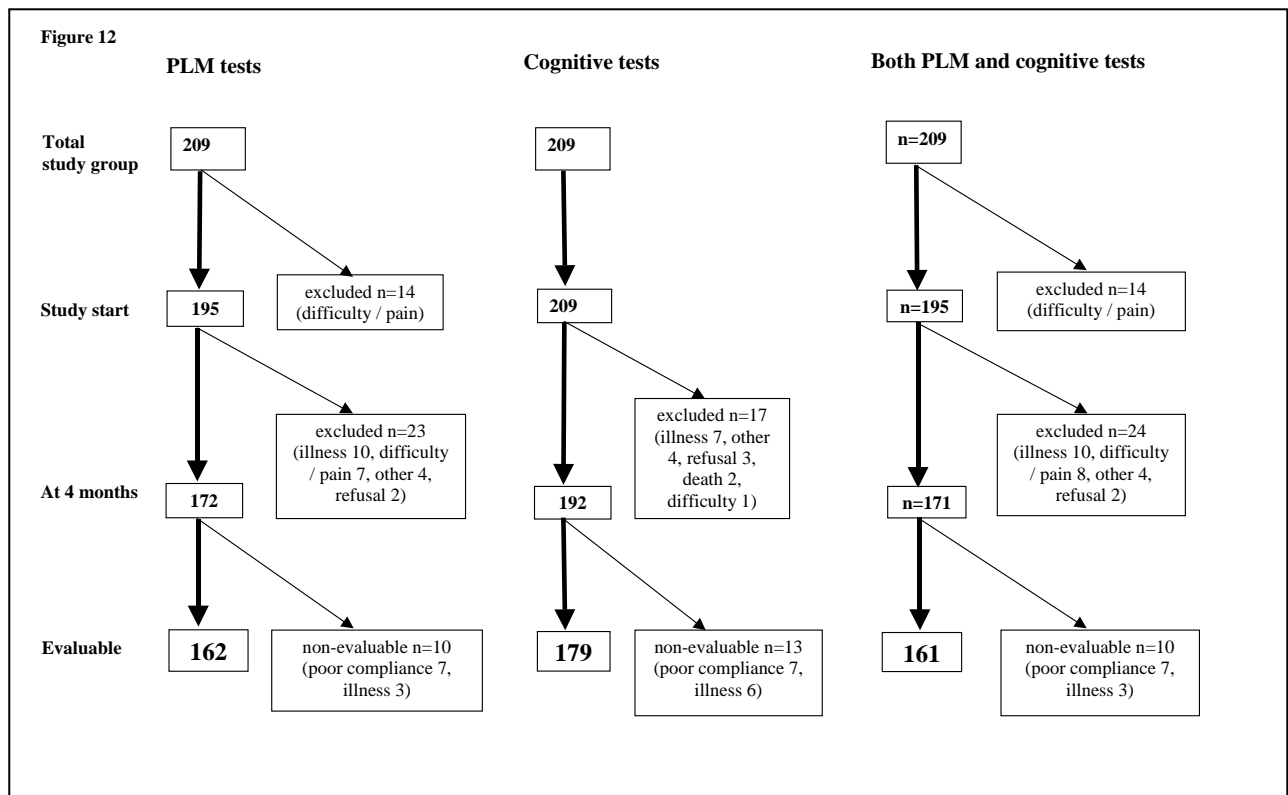 Figure 12
PLM tests
Cognitive tests
Both PLM and cognitive tests
Total
study group
209
209
n=209
excluded n=14
(difficulty / pain)
excluded n=14
(difficulty / pain)
Study start
195
209
n=195
excluded n=23
(illness 10, difficulty
/ pain 7, other 4,
refusal 2)
excluded n=17
(illness 7, other
4, refusal 3,
death 2,
difficulty 1)
excluded n=24
(illness 10, difficulty
/ pain 8, other 4,
refusal 2)
At 4 months
172
192
n=171
Evaluable
162
non-evaluable n=10
(poor compliance 7,
illness 3)
179
non-evaluable n=13
(poor compliance 7,
illness 6)
161
non-evaluable n=10
(poor compliance 7,
illness 3)